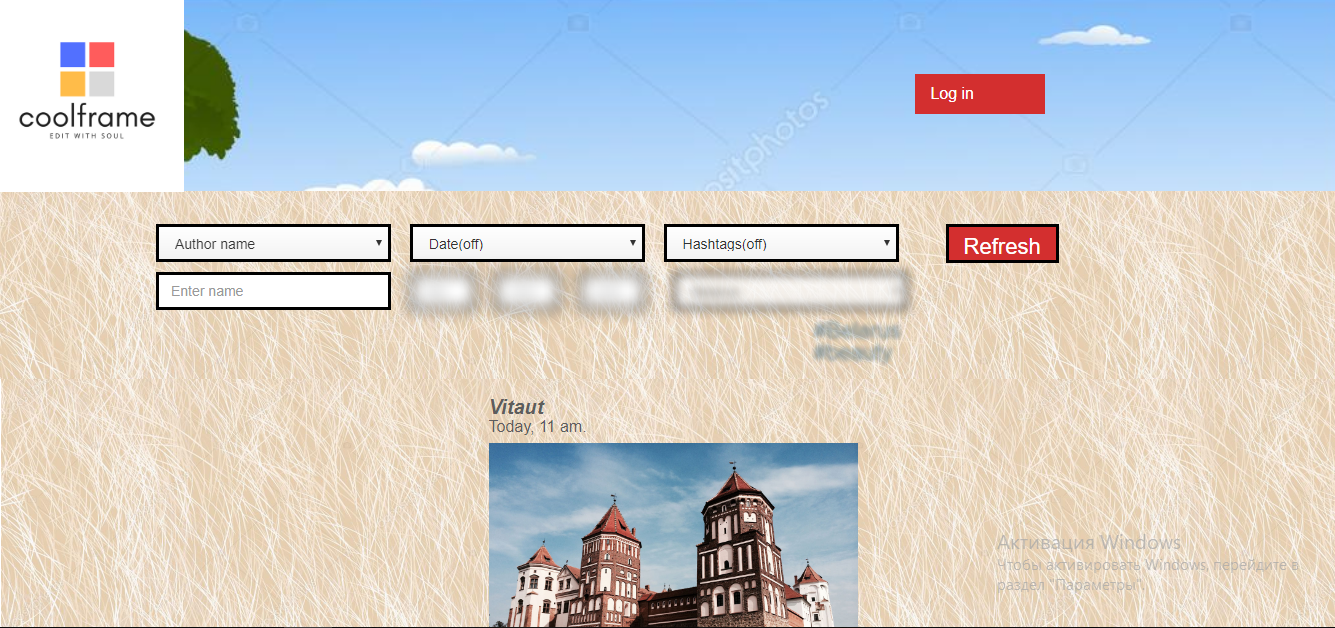 coolframe
EDIT WITH SOUL
Log in
Author name
Date(off)
Hashtags(off)
Refresh
Enter name
#Belarus
#beauty
Vitaut
Today, 11 am.
Активация Windows
Чтобы активировать Windows, перейдите в
раздел "Параметры".